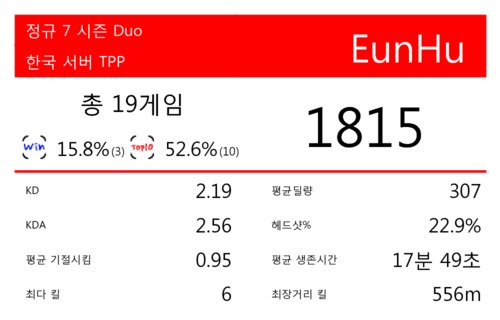 정규 7 시즌 Duo
한국 서버 TPP
EunHu
총 19게임
Win 15.8%(3) Top10 52.6%(10)
1815
KD 2.19
평균딜량 307
KDA 2.56
헤드샷% 22.9%
평균 기절시킴 0.95
평균 생존시간 17분 49초
최다 킬 6
최장거리 킬 556m